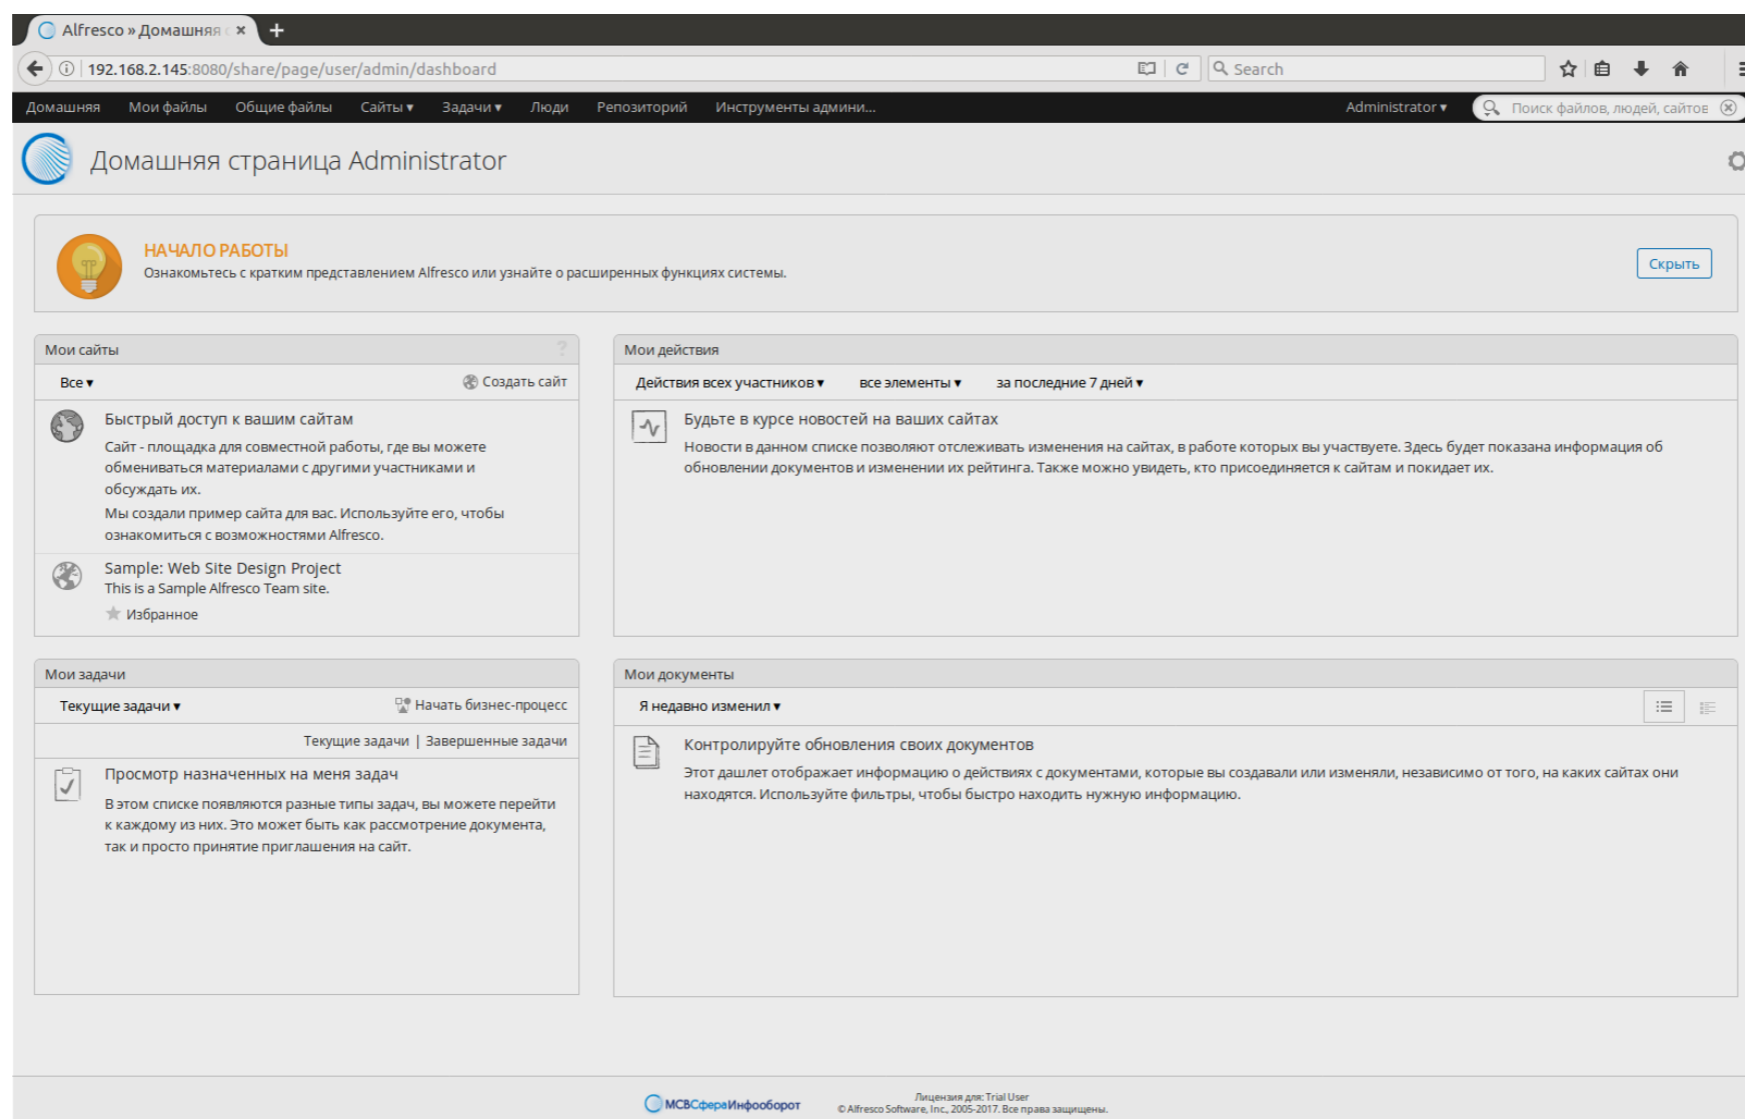 Alfresco » Домашняя
192.168.2.145:8080/share/page/user/admin/dashboard
Search
Домашняя Мои файлы Общие файлы Сайты ▾ Задачи ▾ Люди Репозиторий Инструменты админи... Administrator ▾ Поиск файлов, людей, сайтов
Домашняя страница Administrator
НАЧАЛО РАБОТЫ
Ознакомьтесь с кратким представлением Alfresco или узнайте о расширенных функциях системы.
Скрыть
Мои сайты ?
Все ▾ Создать сайт
Быстрый доступ к вашим сайтам
Сайт - площадка для совместной работы, где вы можете
обмениваться материалами с другими участниками и
обсуждать их.
Мы создали пример сайта для вас. Используйте его, чтобы
ознакомиться с возможностями Alfresco.
Sample: Web Site Design Project
This is a Sample Alfresco Team site.
Избранное
Мои действия
Действия всех участников ▾ все элементы ▾ за последние 7 дней ▾
Будьте в курсе новостей на ваших сайтах
Новости в данном списке позволяют отслеживать изменения на сайтах, в работе которых вы участвуете. Здесь будет показана информация об
обновлении документов и изменении их рейтинга. Также можно увидеть, кто присоединяется к сайтам и покидает их.
Мои задачи
Текущие задачи ▾ Начать бизнес-процесс
Текущие задачи | Завершенные задачи
Просмотр назначенных на меня задач
В этом списке появляются разные типы задач, вы можете перейти
к каждому из них. Это может быть как рассмотрение документа,
так и просто принятие приглашения на сайт.
Мои документы
Я недавно изменил ▾
Контролируйте обновления своих документов
Этот дашлет отображает информацию о действиях с документами, которые вы создавали или изменяли, независимо от того, на каких сайтах они
находятся. Используйте фильтры, чтобы быстро находить нужную информацию.
МСВСфераИнфооборот
Лицензия для: Trial User
© Alfresco Software, Inc., 2005-2017. Все права защищены.